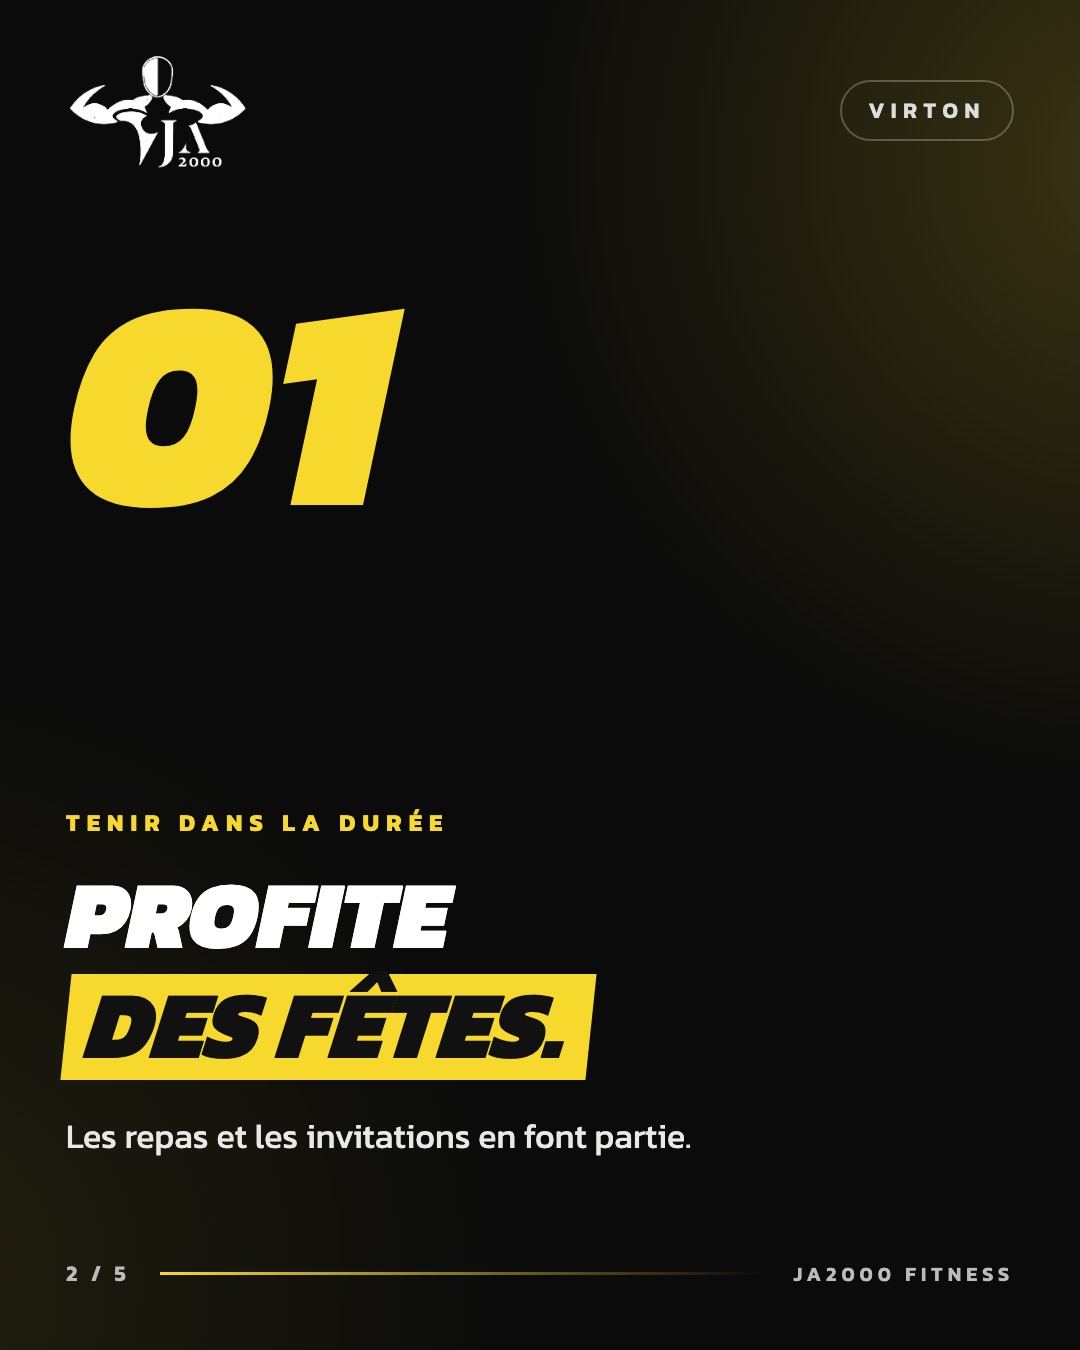 JA
2000
VIRTON
01
TENIR DANS LA DURÉE
PROFITE
DES FÊTES.
Les repas et les invitations en font partie.
2 / 5
JA2000 FITNESS